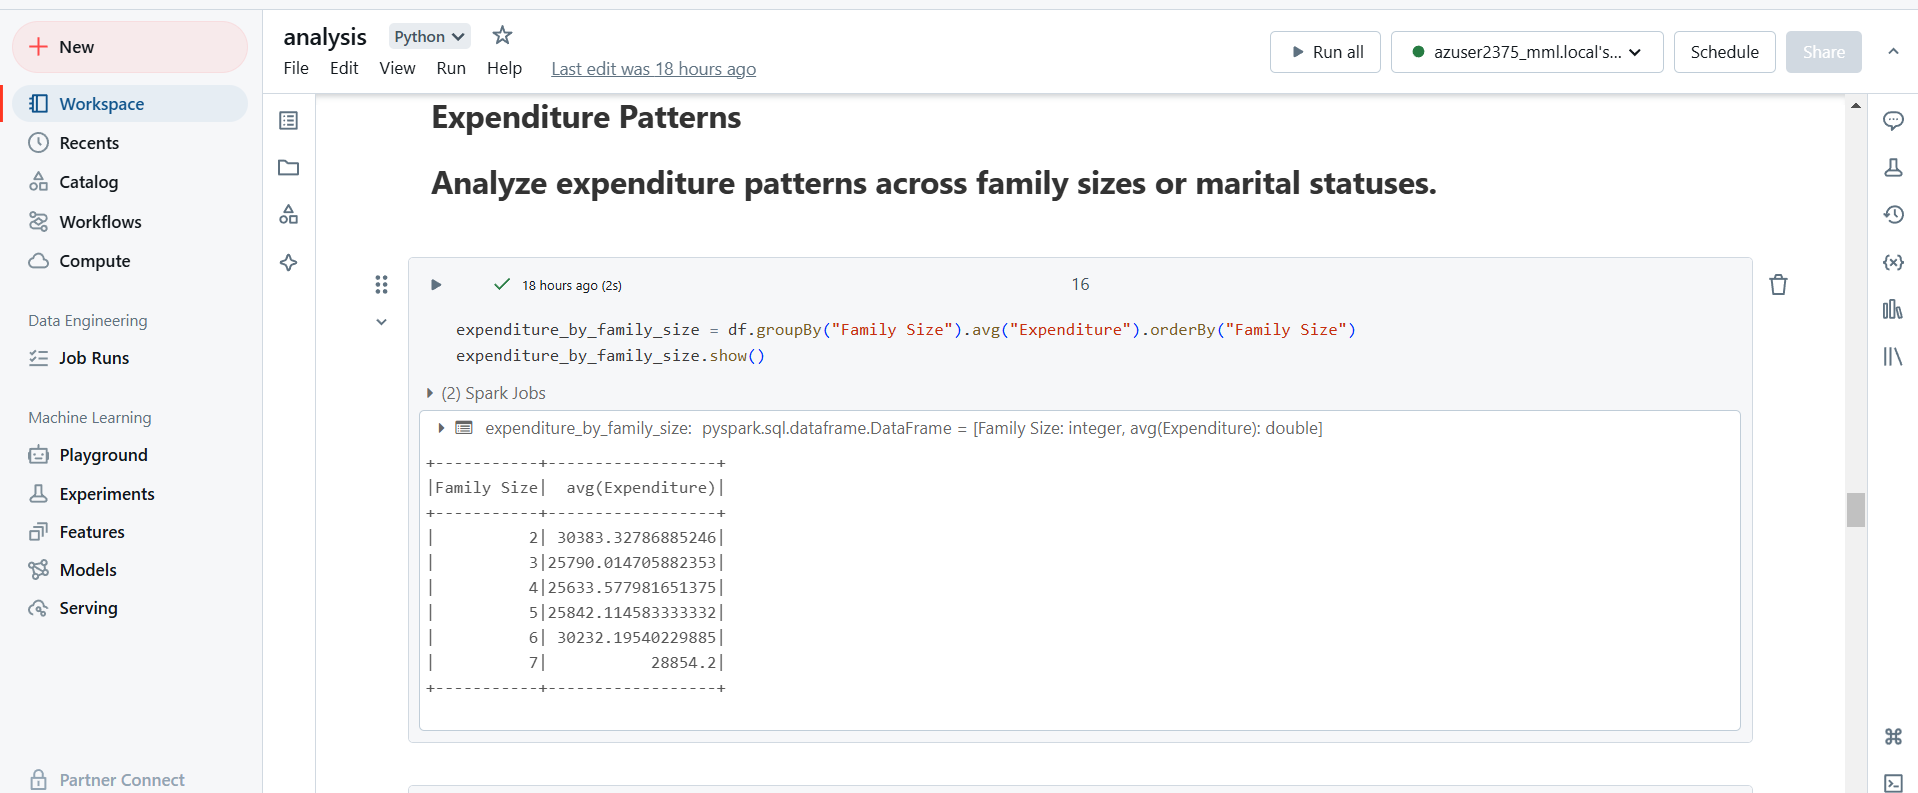 New
Workspace
Recents
Catalog
Workflows
Compute
Data Engineering
Job Runs
Machine Learning
Playground
Experiments
Features
Models
Serving
Partner Connect
analysis Python
File Edit View Run Help Last edit was 18 hours ago
Run all azuser2375_mml.local's... Schedule Share
Expenditure Patterns
Analyze expenditure patterns across family sizes or marital statuses.
18 hours ago (2s) 16
expenditure_by_family_size = df.groupBy("Family Size").avg("Expenditure").orderBy("Family Size")
expenditure_by_family_size.show()
(2) Spark Jobs
expenditure_by_family_size: pyspark.sql.dataframe.DataFrame = [Family Size: integer, avg(Expenditure): double]
+-----------+------------------+
|Family Size|  avg(Expenditure)|
+-----------+------------------+
|          2| 30383.32786885246|
|          3|25790.014705882353|
|          4|25633.577981651375|
|          5|25842.114583333332|
|          6| 30232.19540229885|
|          7|           28854.2|
+-----------+------------------+